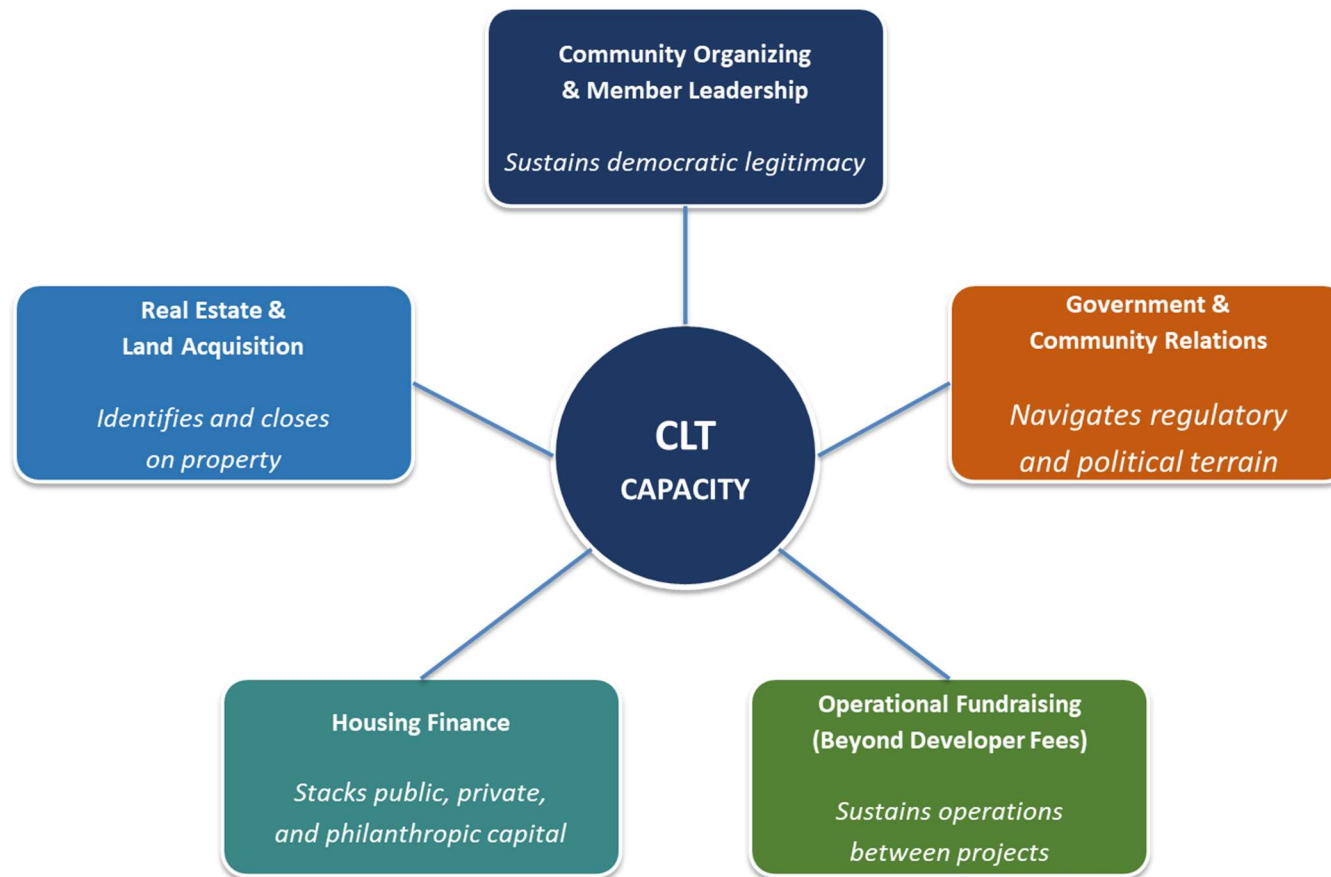 Community Organizing
& Member Leadership
Sustains democratic legitimacy
Real Estate &
Land Acquisition
Identifies and closes
on property
Government &
Community Relations
Navigates regulatory
and political terrain
CLT
CAPACITY
Housing Finance
Stacks public, private,
and philanthropic capital
Operational Fundraising
(Beyond Developer Fees)
Sustains operations
between projects